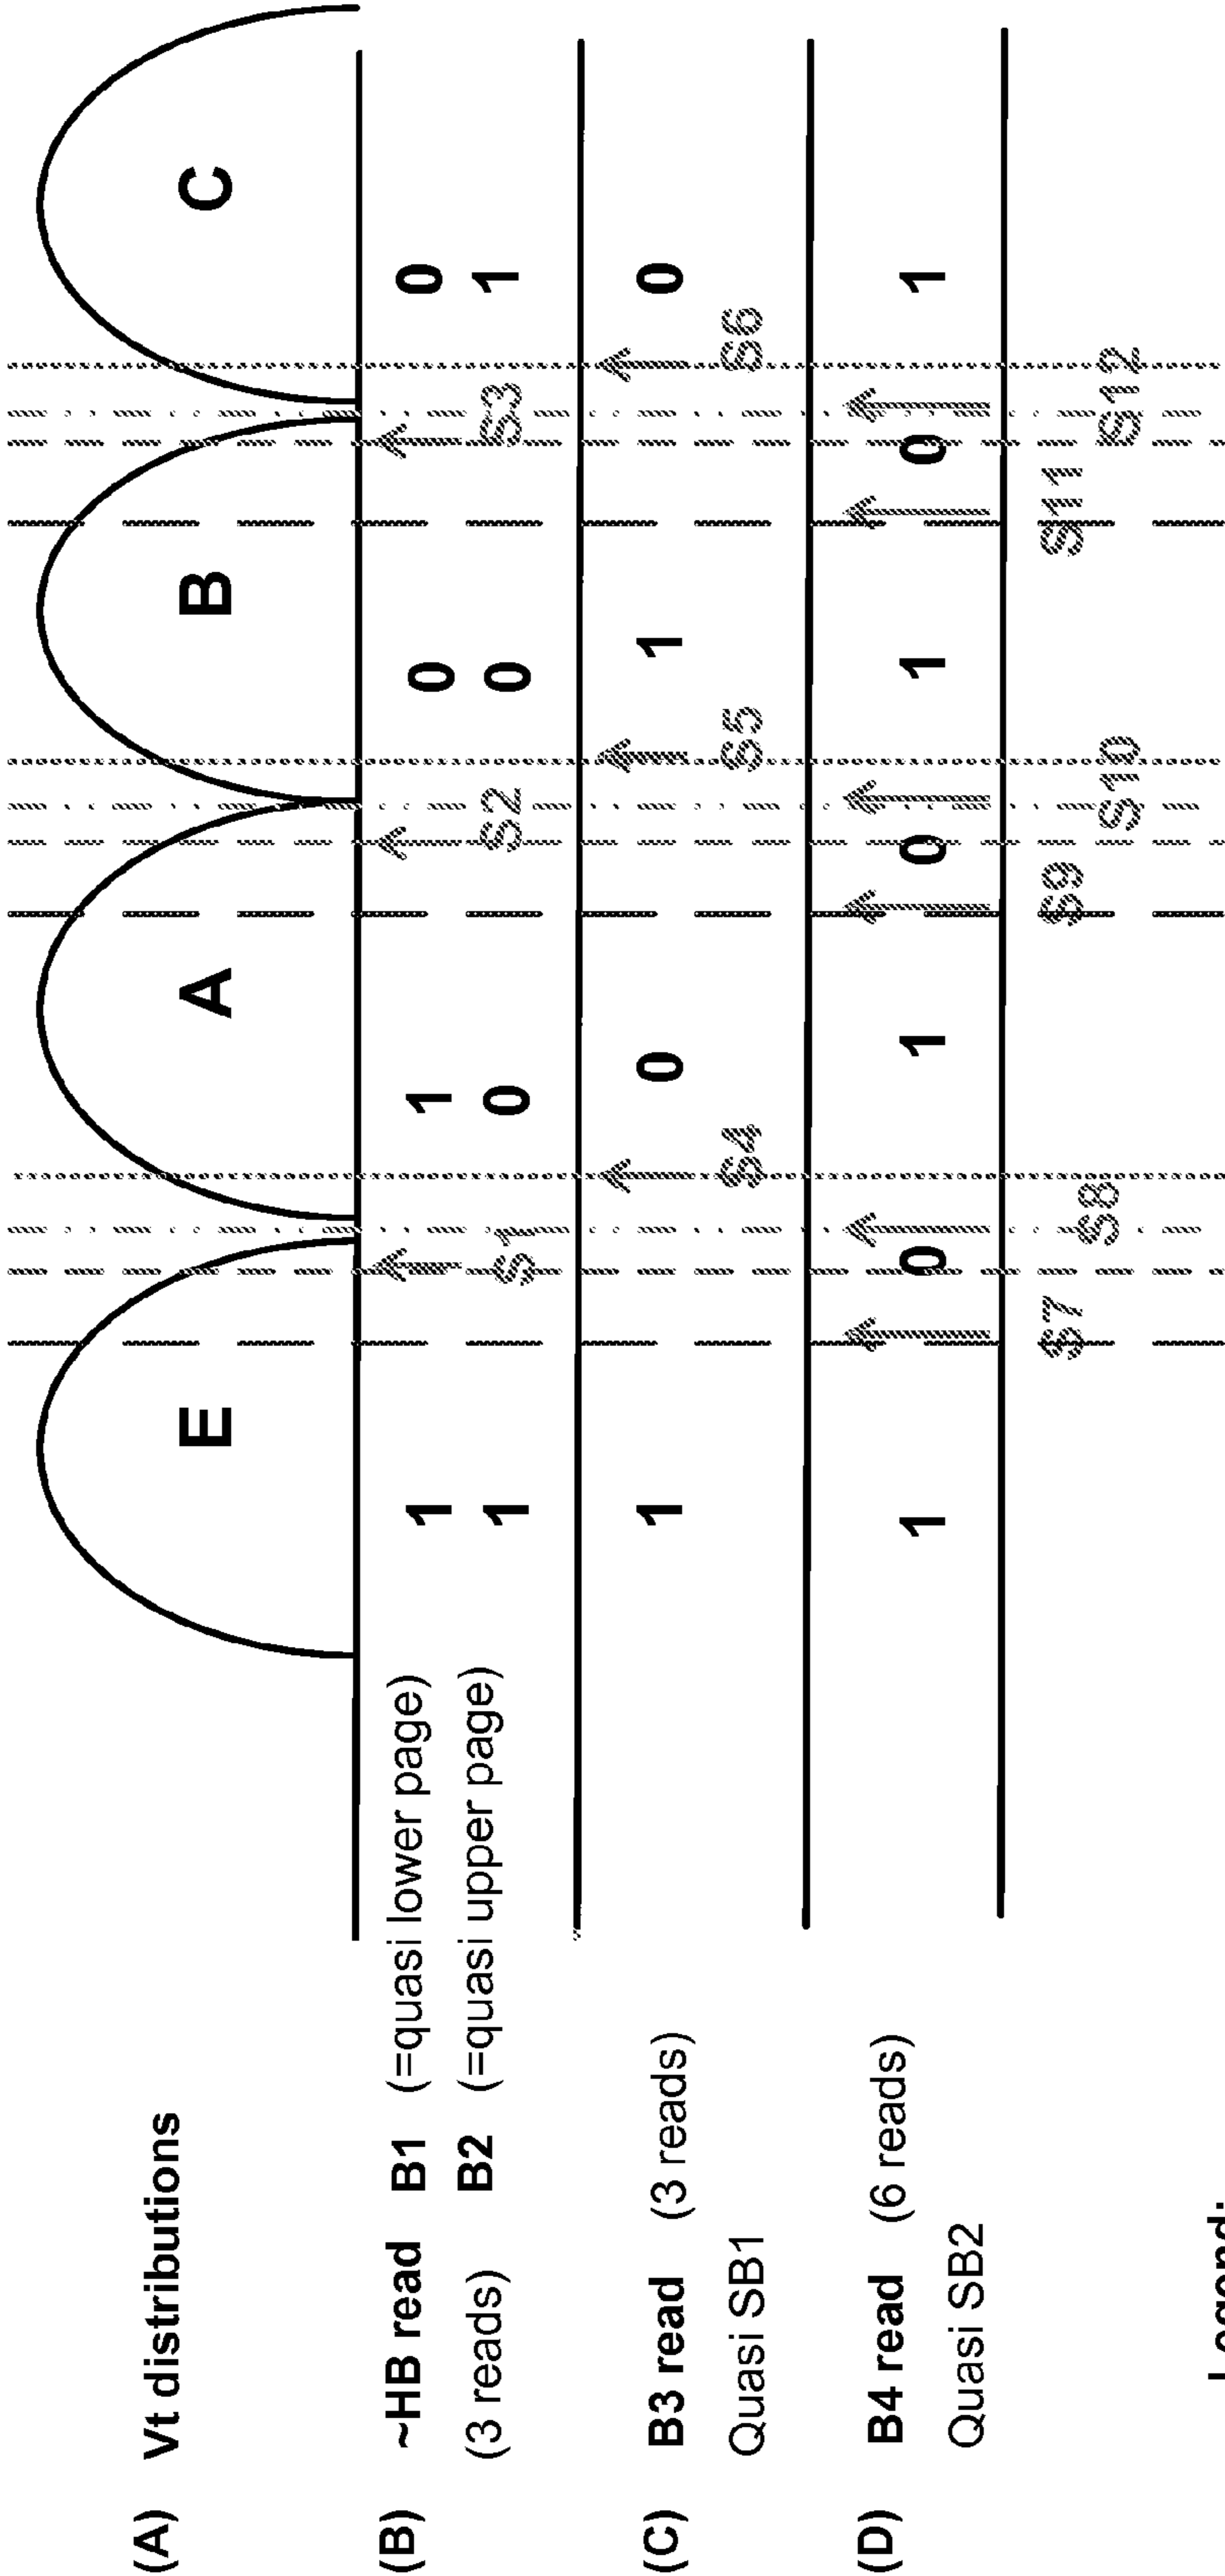 (A) Vt distributions E A B C
(B) ~HB read B1 (=quasi lower page) 1 1 0 0
(3 reads) B2 (=quasi upper page) 1 0 0 1
S1 S2 S3
(C) B3 read (3 reads) 1 0 1 0
Quasi SB1 S4 S5 S6
(D) B4 read (6 reads) 1 0 1 0 1 0 1
Quasi SB2
S7 S8 S9 S10 S11 S12
Legend: